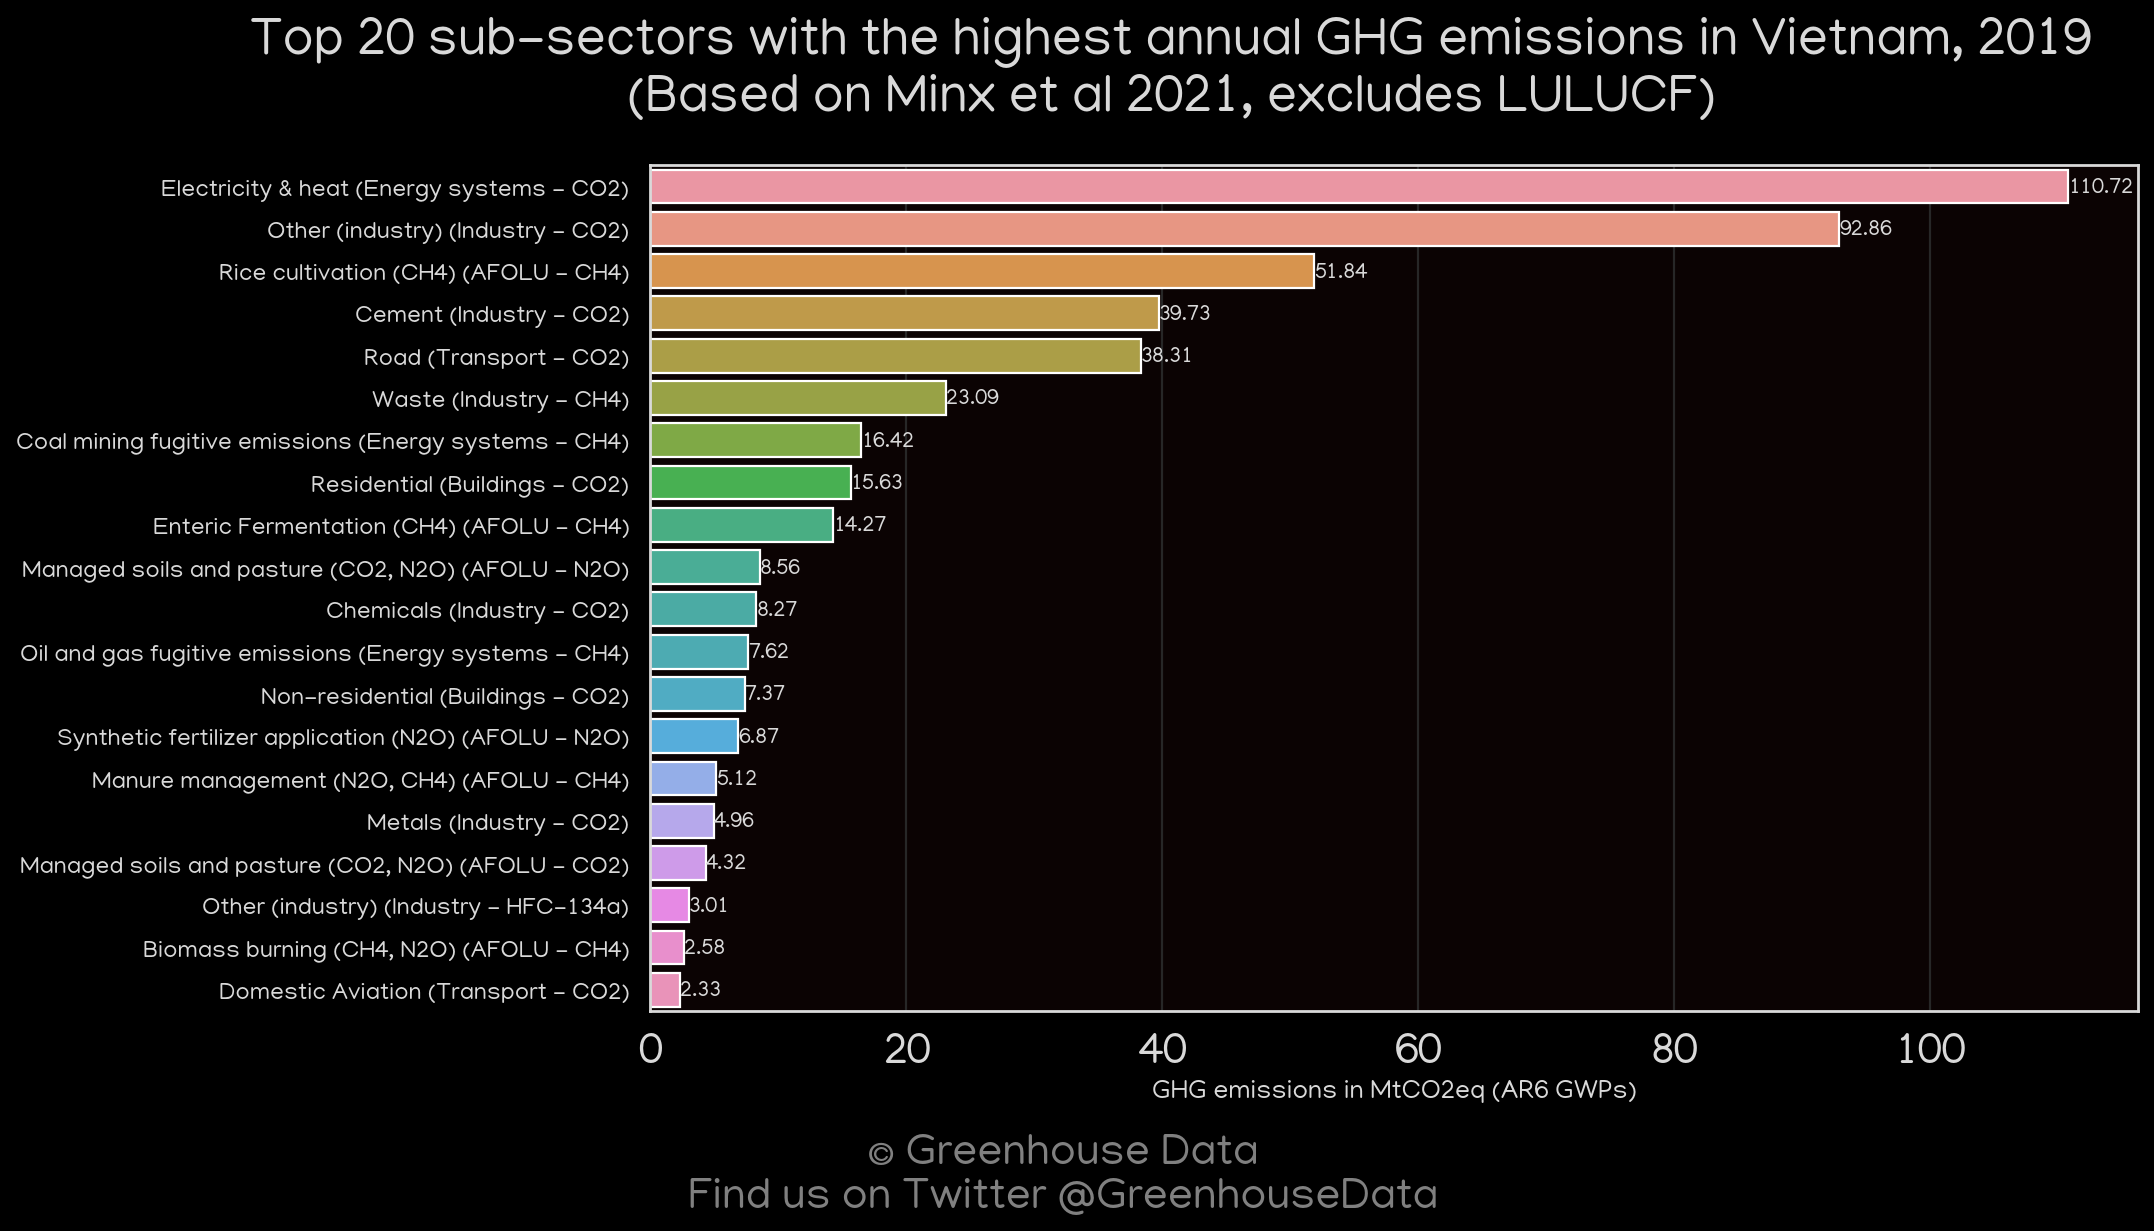 Top 20 sub-sectors with the highest annual GHG emissions in Vietnam, 2019
(Based on Minx et al 2021, excludes LULUCF)
Electricity & heat (Energy systems - CO2) 110.72
Other (industry) (Industry - CO2) 92.86
Rice cultivation (CH4) (AFOLU - CH4) 51.84
Cement (Industry - CO2) 39.73
Road (Transport - CO2) 38.31
Waste (Industry - CH4) 23.09
Coal mining fugitive emissions (Energy systems - CH4) 16.42
Residential (Buildings - CO2) 15.63
Enteric Fermentation (CH4) (AFOLU - CH4) 14.27
Managed soils and pasture (CO2, N2O) (AFOLU - N2O) 8.56
Chemicals (Industry - CO2) 8.27
Oil and gas fugitive emissions (Energy systems - CH4) 7.62
Non-residential (Buildings - CO2) 7.37
Synthetic fertilizer application (N2O) (AFOLU - N2O) 6.87
Manure management (N2O, CH4) (AFOLU - CH4) 5.12
Metals (Industry - CO2) 4.96
Managed soils and pasture (CO2, N2O) (AFOLU - CO2) 4.32
Other (industry) (Industry - HFC-134a) 3.01
Biomass burning (CH4, N2O) (AFOLU - CH4) 2.58
Domestic Aviation (Transport - CO2) 2.33
0 20 40 60 80 100
GHG emissions in MtCO2eq (AR6 GWPs)
© Greenhouse Data
Find us on Twitter @GreenhouseData